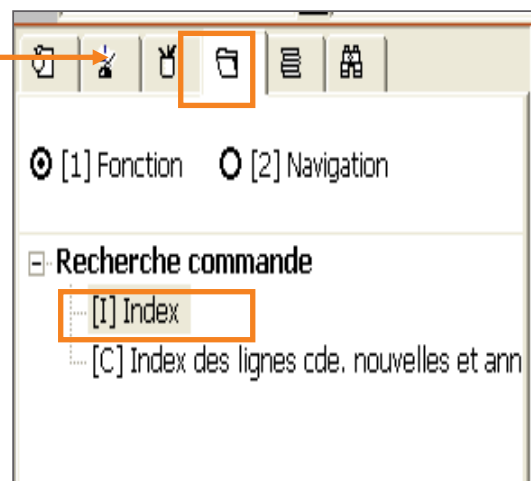 [1] Fonction [2] Navigation
Recherche commande
[I] Index
[C] Index des lignes cde. nouvelles et ann